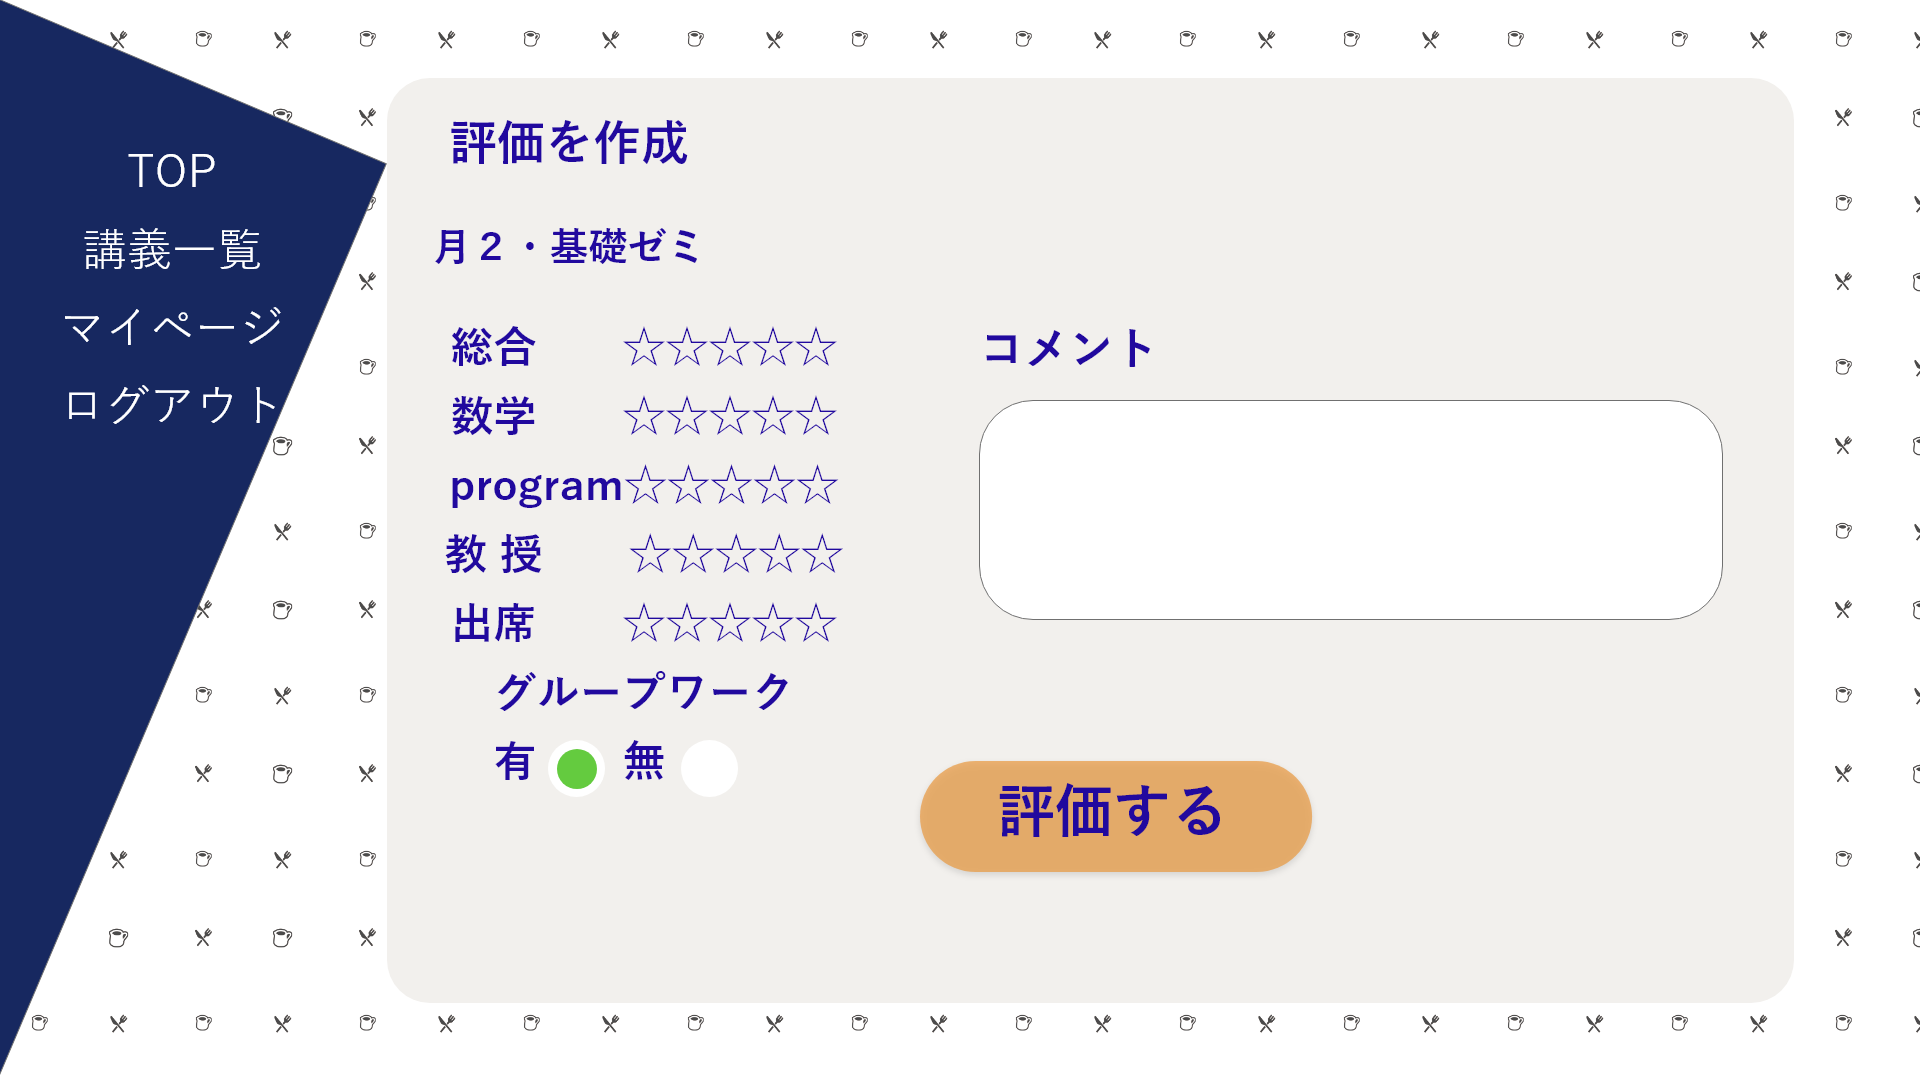 TOP
講義一覧
マイページ
ログアウト
評価を作成
月２・基礎ゼミ
総合 ☆☆☆☆☆
数学 ☆☆☆☆☆
program☆☆☆☆☆
教 授 ☆☆☆☆☆
出席 ☆☆☆☆☆
グループワーク
有 無
コメント
評価する